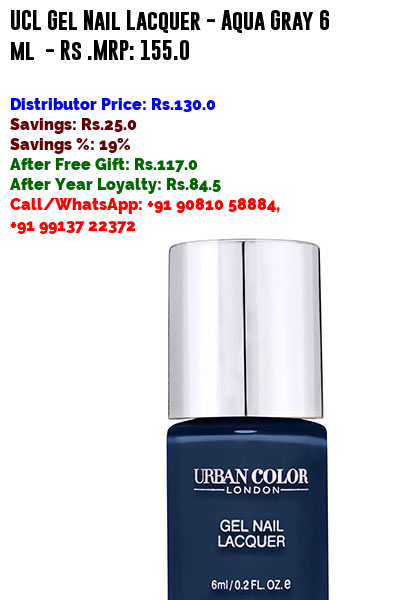 UCL Gel Nail Lacquer - Aqua Gray 6
ml - Rs .MRP: 155.0
Distributor Price: Rs.130.0
Savings: Rs.25.0
Savings %: 19%
After Free Gift: Rs.117.0
After Year Loyalty: Rs.84.5
Call/WhatsApp: +91 90810 58884,
+91 99137 22372
URBAN COLOR
LONDON
GEL NAIL
LACQUER
6ml/0.2 FL. OZ. e